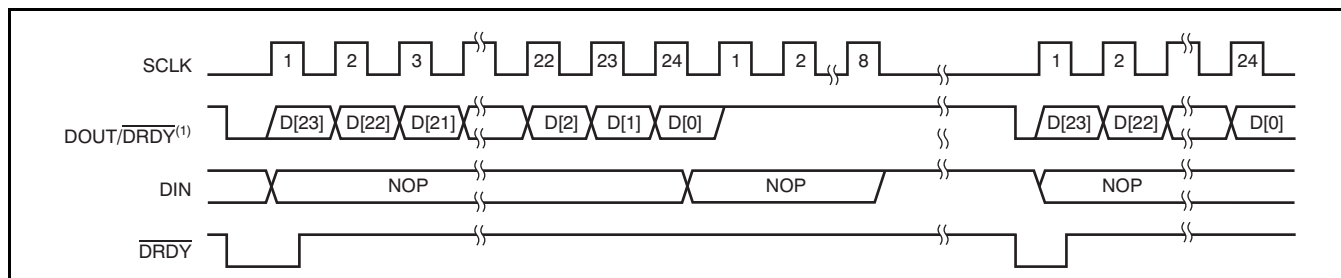 SCLK 1 2 3 22 23 24 1 2 8 1 2 24
DOUT/DRDY(1) D[23] D[22] D[21] D[2] D[1] D[0] D[23] D[22] D[0]
DIN NOP NOP NOP
DRDY